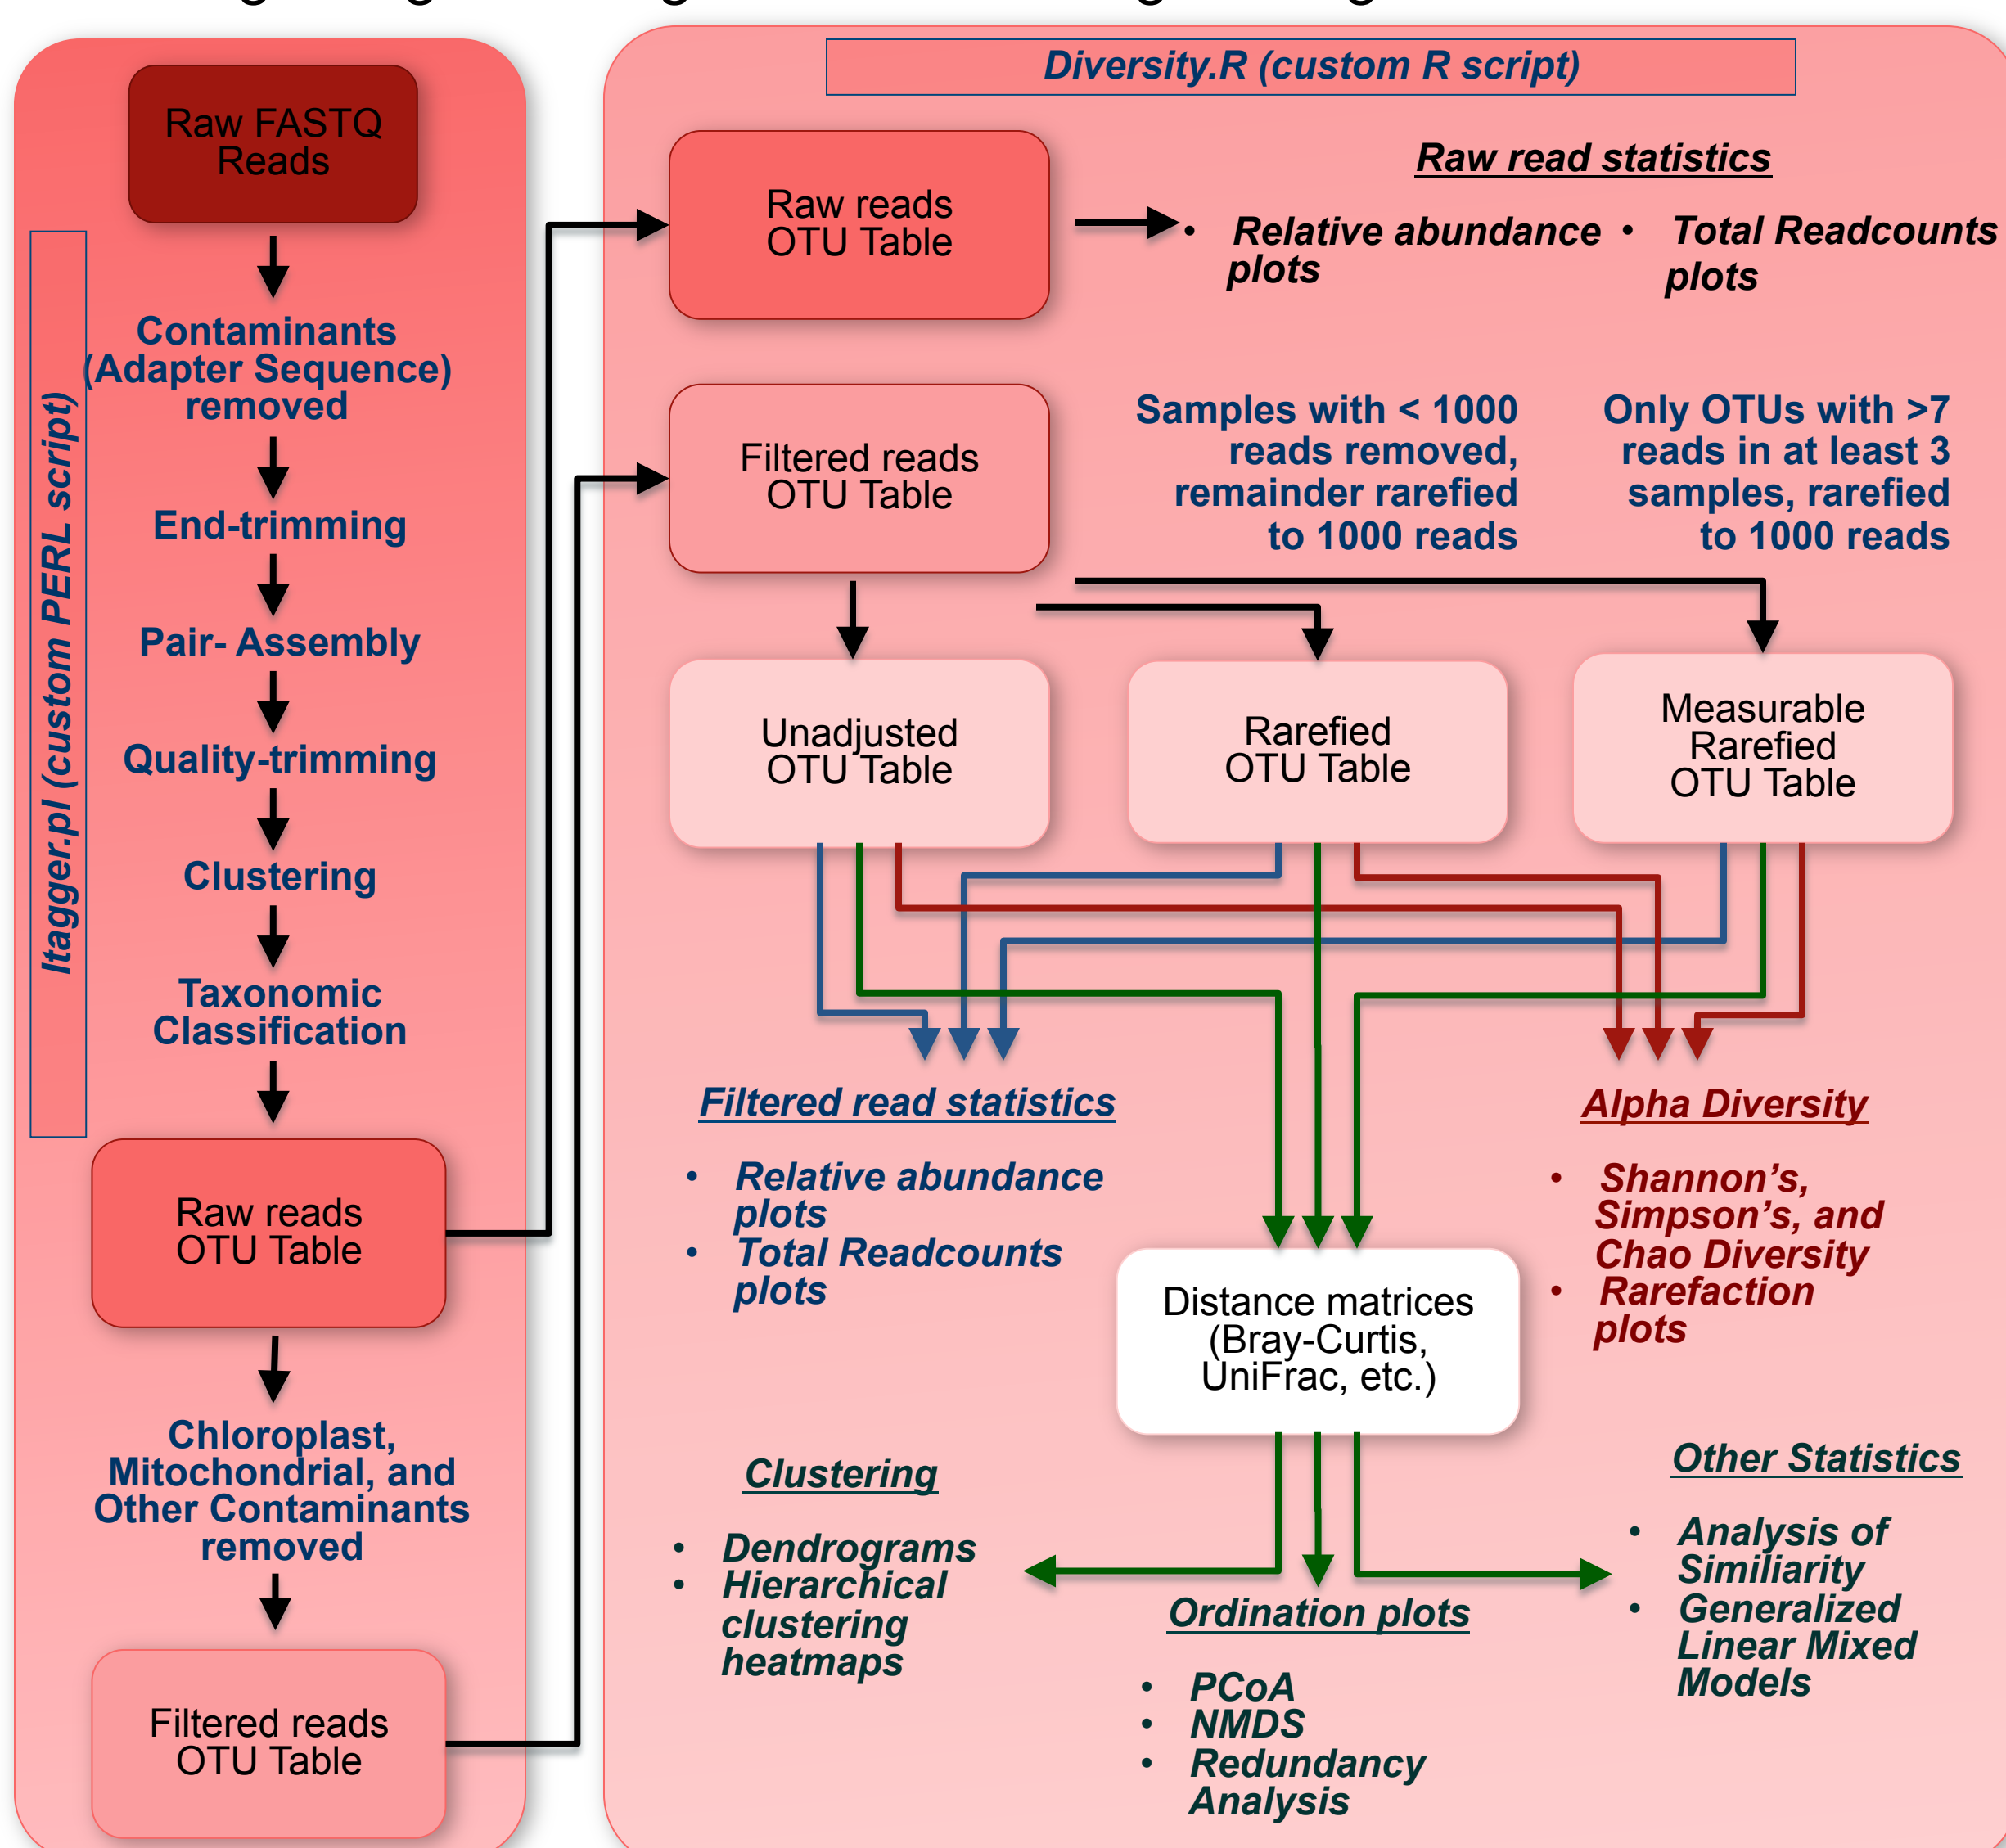 Raw FASTQ
Reads
Itagger.pl (custom PERL script)
Contaminants
(Adapter Sequence)
removed
End-trimming
Pair- Assembly
Quality-trimming
Clustering
Taxonomic
Classification
Raw reads
OTU Table
Chloroplast,
Mitochondrial, and
Other Contaminants
removed
Filtered reads
OTU Table
Diversity.R (custom R script)
Raw reads
OTU Table
Raw read statistics
• Relative abundance
plots
• Total Readcounts
plots
Filtered reads
OTU Table
Samples with < 1000
reads removed,
remainder rarefied
to 1000 reads
Only OTUs with >7
reads in at least 3
samples, rarefied
to 1000 reads
Unadjusted
OTU Table
Rarefied
OTU Table
Measurable
Rarefied
OTU Table
Filtered read statistics
• Relative abundance
plots
• Total Readcounts
plots
Alpha Diversity
• Shannon’s,
Simpson’s, and
Chao Diversity
• Rarefaction
plots
Distance matrices
(Bray-Curtis,
UniFrac, etc.)
Clustering
• Dendrograms
• Hierarchical
clustering
heatmaps
Ordination plots
• PCoA
• NMDS
• Redundancy
Analysis
Other Statistics
• Analysis of
Similiarity
• Generalized
Linear Mixed
Models